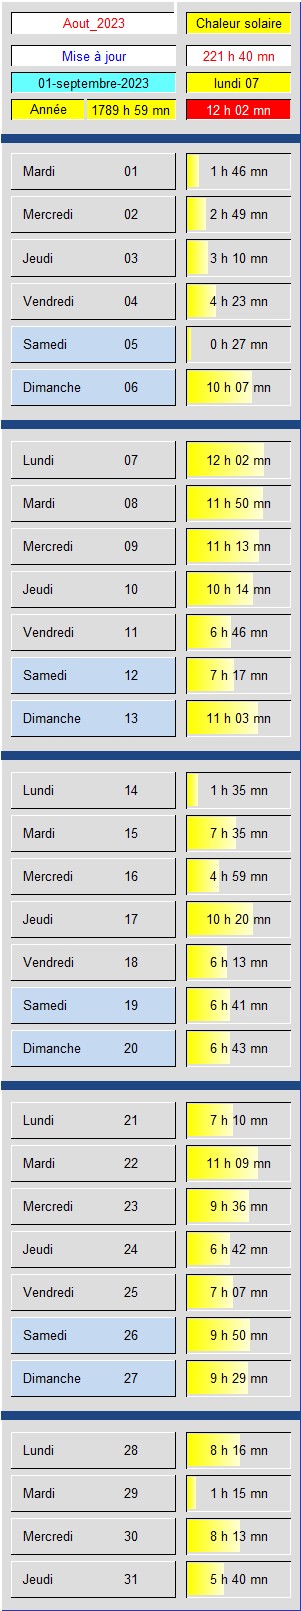 Aout_2023 Chaleur solaire
Mise à jour 221 h 40 mn
01-septembre-2023 lundi 07
Année 1789 h 59 mn 12 h 02 mn
Mardi 01 1 h 46 mn
Mercredi 02 2 h 49 mn
Jeudi 03 3 h 10 mn
Vendredi 04 4 h 23 mn
Samedi 05 0 h 27 mn
Dimanche 06 10 h 07 mn
Lundi 07 12 h 02 mn
Mardi 08 11 h 50 mn
Mercredi 09 11 h 13 mn
Jeudi 10 10 h 14 mn
Vendredi 11 6 h 46 mn
Samedi 12 7 h 17 mn
Dimanche 13 11 h 03 mn
Lundi 14 1 h 35 mn
Mardi 15 7 h 35 mn
Mercredi 16 4 h 59 mn
Jeudi 17 10 h 20 mn
Vendredi 18 6 h 13 mn
Samedi 19 6 h 41 mn
Dimanche 20 6 h 43 mn
Lundi 21 7 h 10 mn
Mardi 22 11 h 09 mn
Mercredi 23 9 h 36 mn
Jeudi 24 6 h 42 mn
Vendredi 25 7 h 07 mn
Samedi 26 9 h 50 mn
Dimanche 27 9 h 29 mn
Lundi 28 8 h 16 mn
Mardi 29 1 h 15 mn
Mercredi 30 8 h 13 mn
Jeudi 31 5 h 40 mn